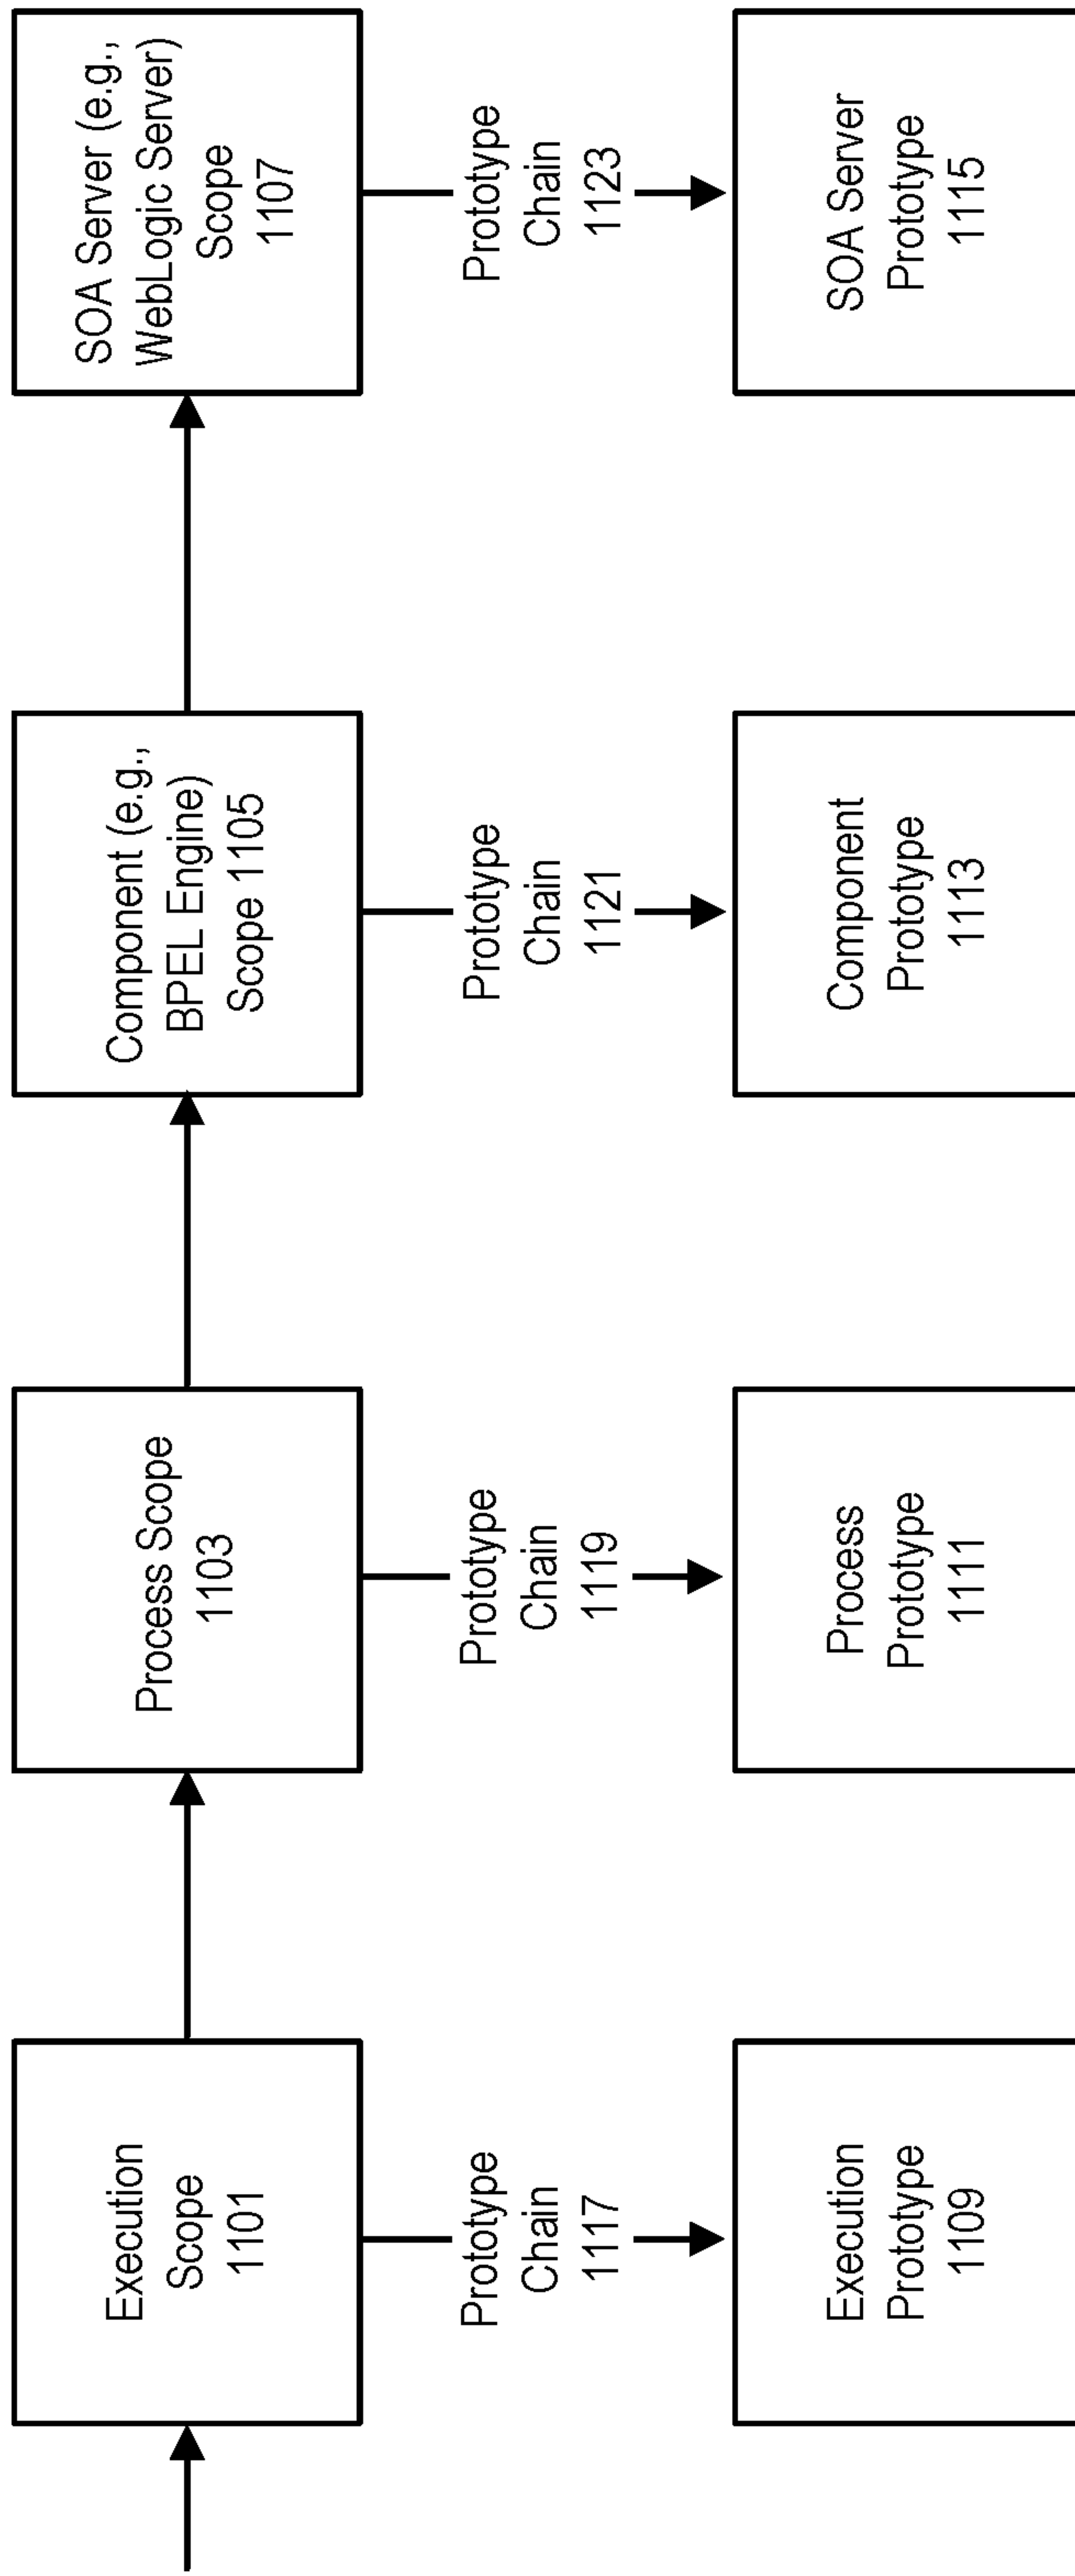 Execution
Scope
1101
Process Scope
1103
Component (e.g.,
BPEL Engine)
Scope 1105
SOA Server (e.g.,
WebLogic Server)
Scope
1107
Prototype
Chain
1117
Prototype
Chain
1119
Prototype
Chain
1121
Prototype
Chain
1123
Execution
Prototype
1109
Process
Prototype
1111
Component
Prototype
1113
SOA Server
Prototype
1115